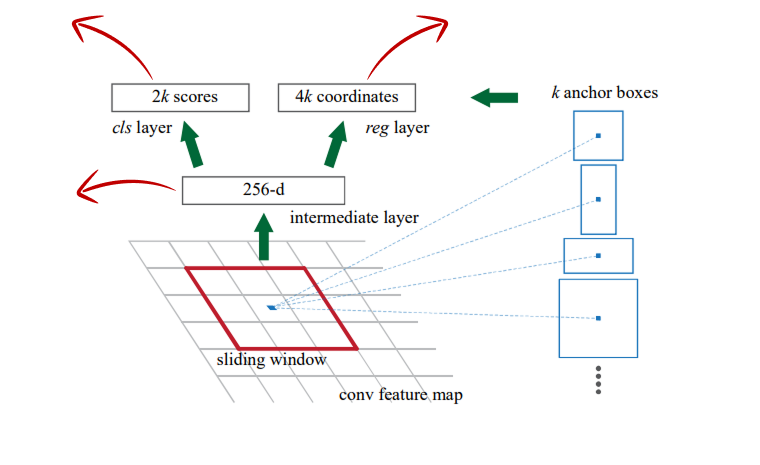 2k scores
4k coordinates
k anchor boxes
cls layer
reg layer
256-d
intermediate layer
sliding window
conv feature map